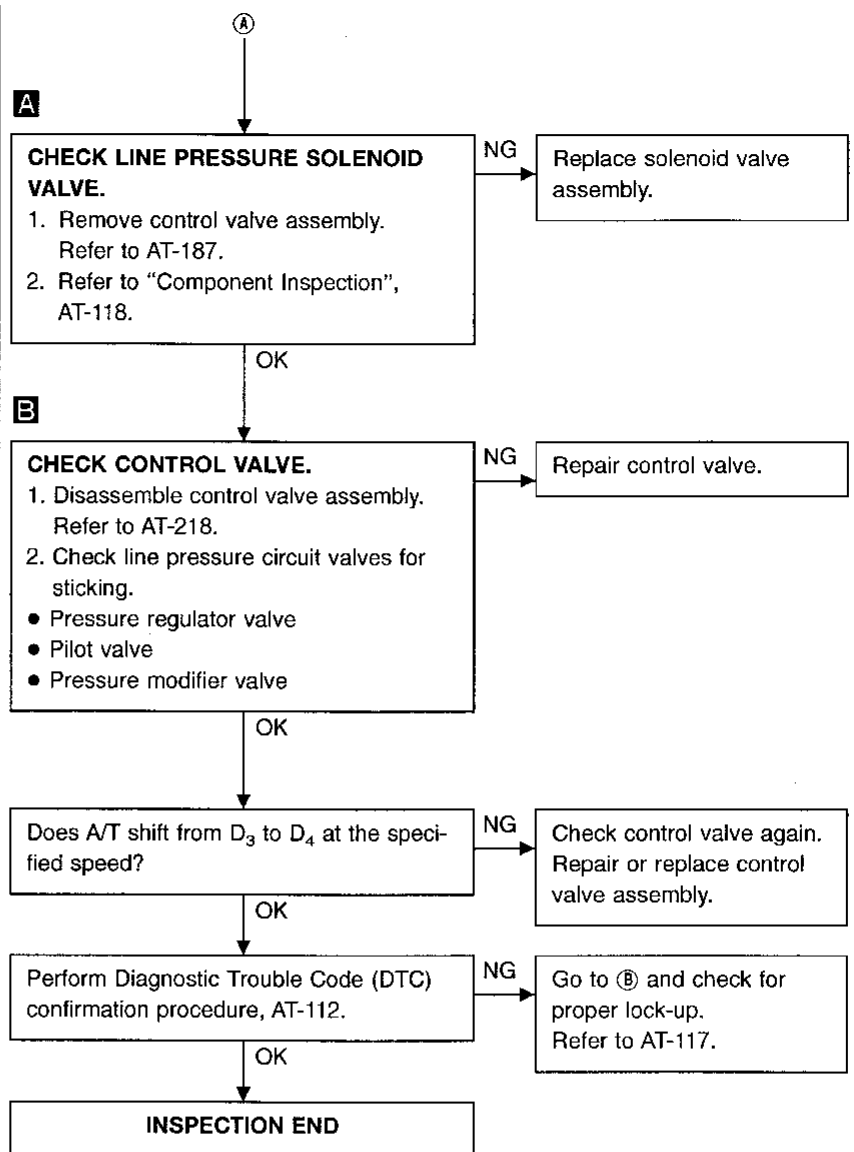 Ⓐ
A
CHECK LINE PRESSURE SOLENOID
VALVE.
1. Remove control valve assembly.
Refer to AT-187.
2. Refer to “Component Inspection”,
AT-118.
NG
Replace solenoid valve
assembly.
OK
B
CHECK CONTROL VALVE.
1. Disassemble control valve assembly.
Refer to AT-218.
2. Check line pressure circuit valves for
sticking.
● Pressure regulator valve
● Pilot valve
● Pressure modifier valve
NG
Repair control valve.
OK
Does A/T shift from D₃ to D₄ at the speci-
fied speed?
NG
Check control valve again.
Repair or replace control
valve assembly.
OK
Perform Diagnostic Trouble Code (DTC)
confirmation procedure, AT-112.
NG
Go to Ⓑ and check for
proper lock-up.
Refer to AT-117.
OK
INSPECTION END